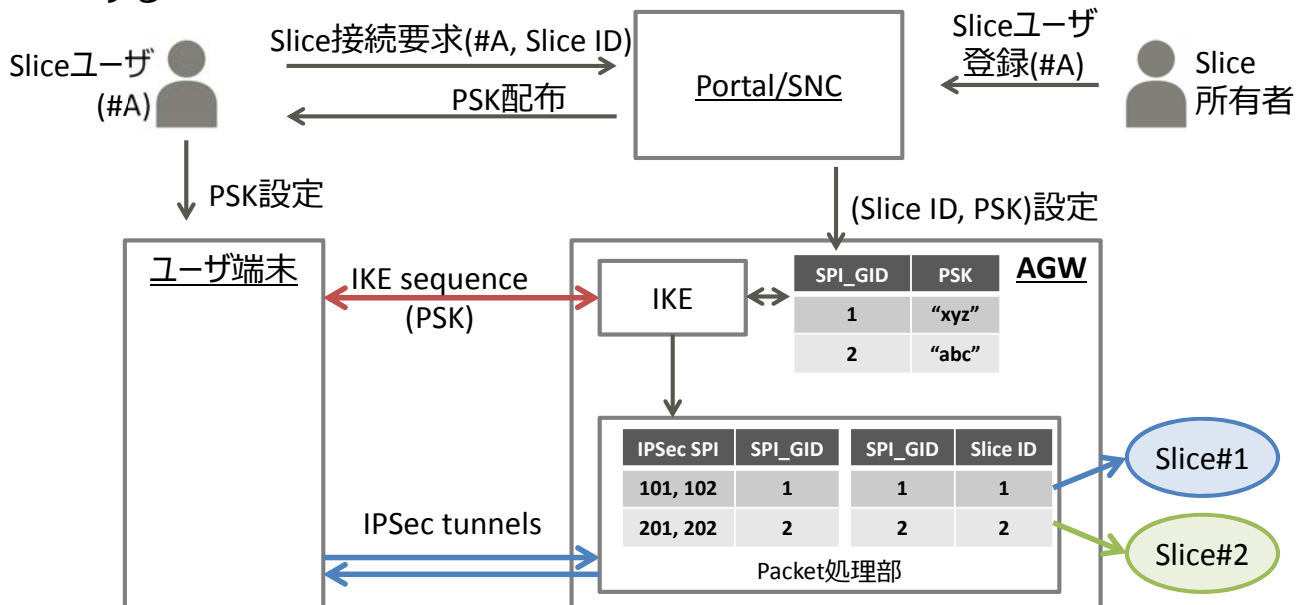 Slice接続要求(#A, Slice ID)
PSK配布
Sliceユーザ
(#A)
Portal/SNC
Sliceユーザ
登録(#A)
Slice
所有者
PSK設定
(Slice ID, PSK)設定
ユーザ端末
IKE sequence
(PSK)
IKE
SPI_GID PSK
1 “xyz”
2 “abc”
AGW
IPSec SPI SPI_GID SPI_GID Slice ID
101, 102 1 1 1
201, 202 2 2 2
Packet処理部
IPSec tunnels
Slice#1
Slice#2